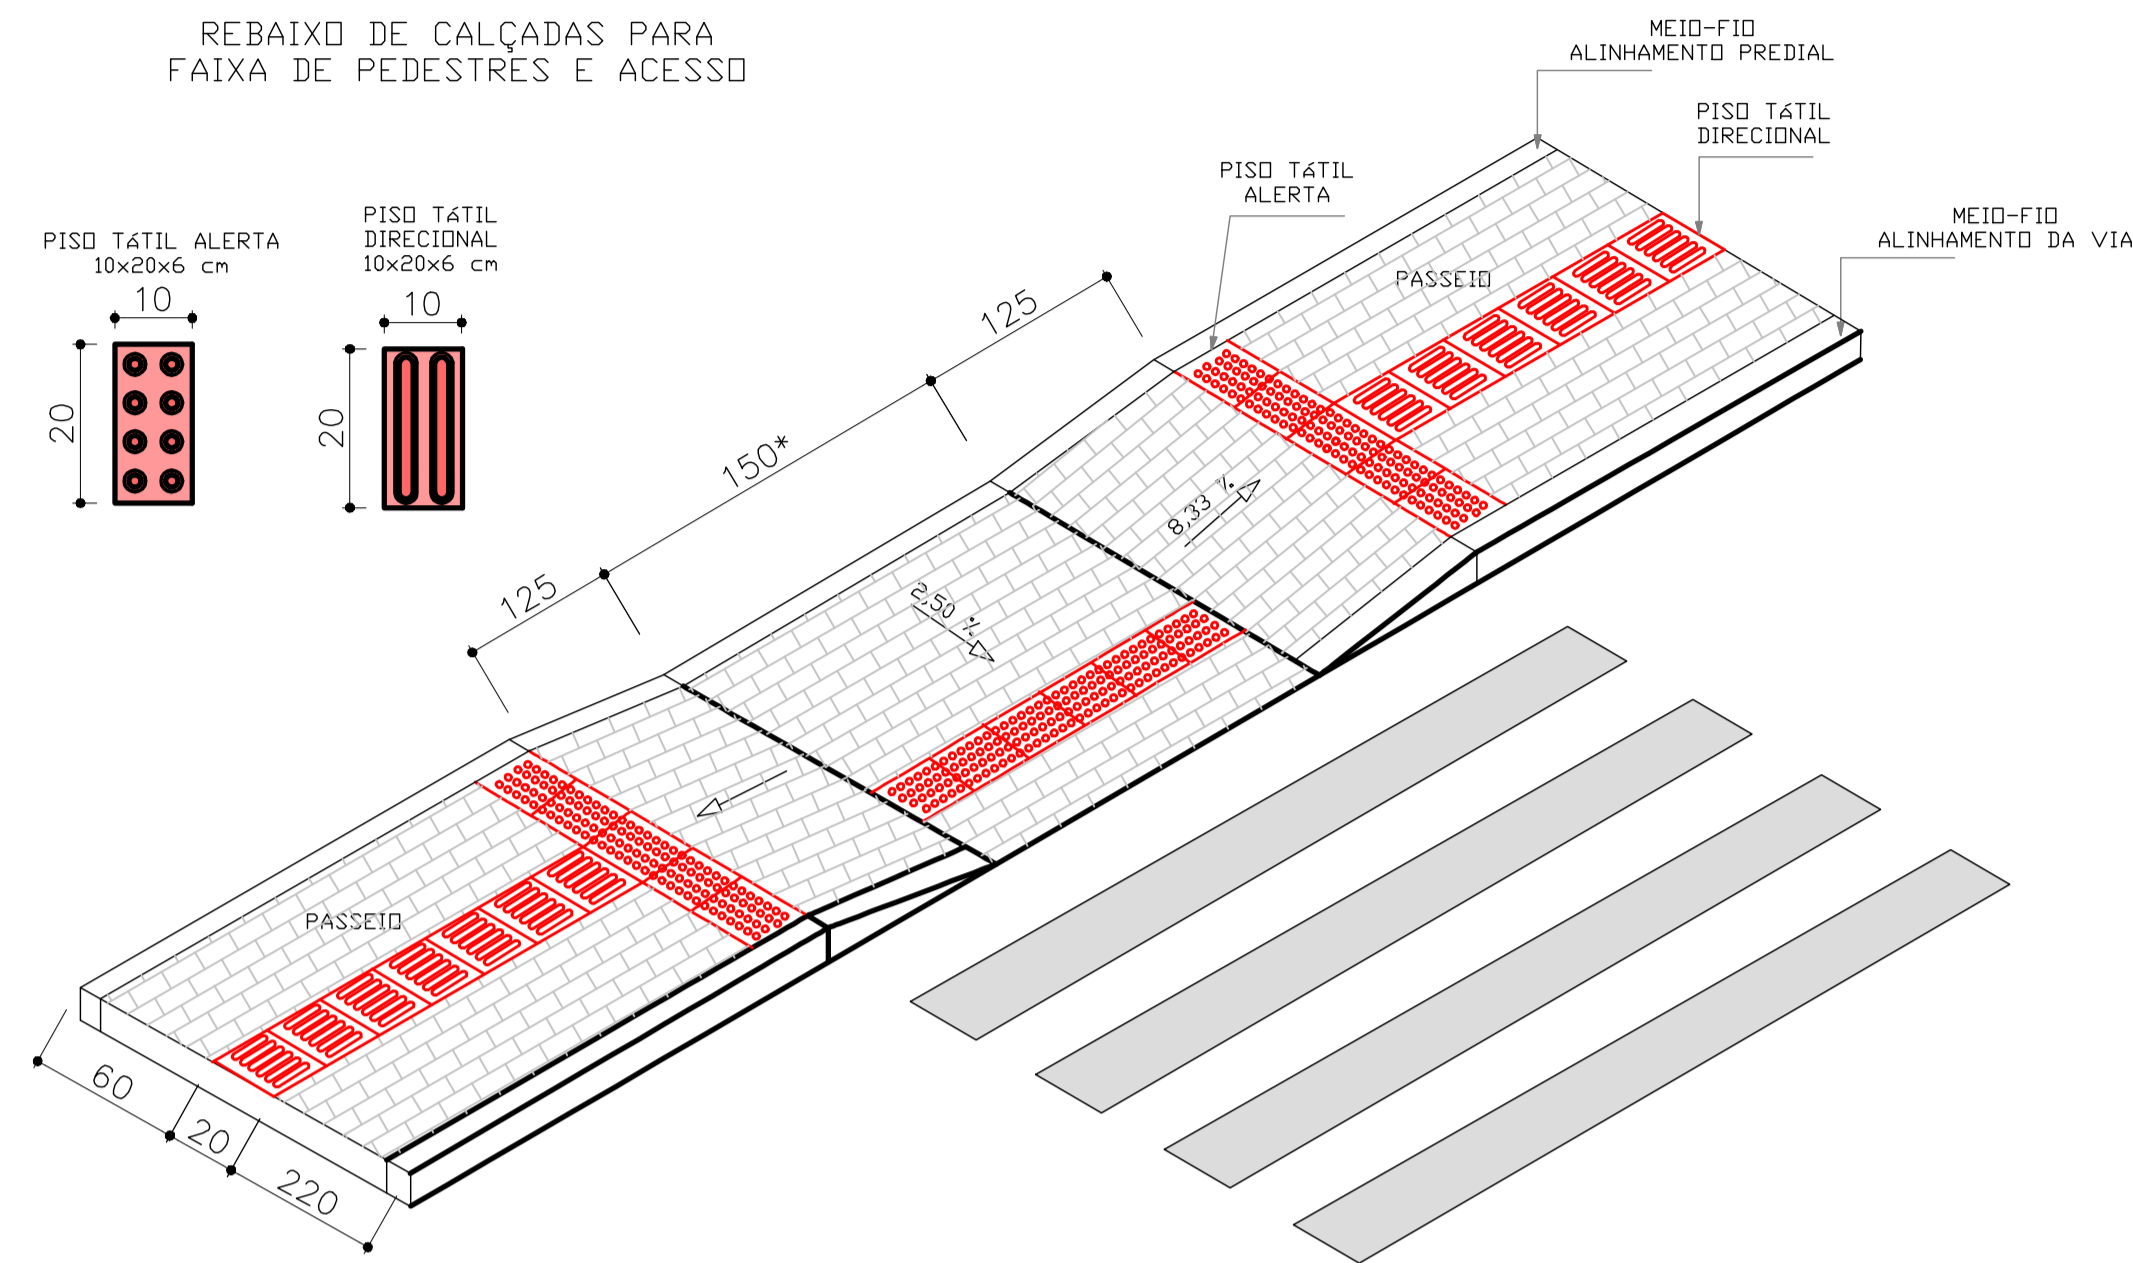 REBAIXO DE CALÇADAS PARA
FAIXA DE PEDESTRES E ACESSO
MEIO-FIO
ALINHAMENTO PREDIAL
PISO TáTIL
DIRECIONAL
PISO TáTIL
ALERTA
MEIO-FIO
ALINHAMENTO DA VIA
PISO TáTIL ALERTA
10x20x6 cm
10
20
PISO TáTIL
DIRECIONAL
10x20x6 cm
10
20
125
150*
125
PASSEIO
8,33 %
2,50 %
PASSEIO
60
20
220